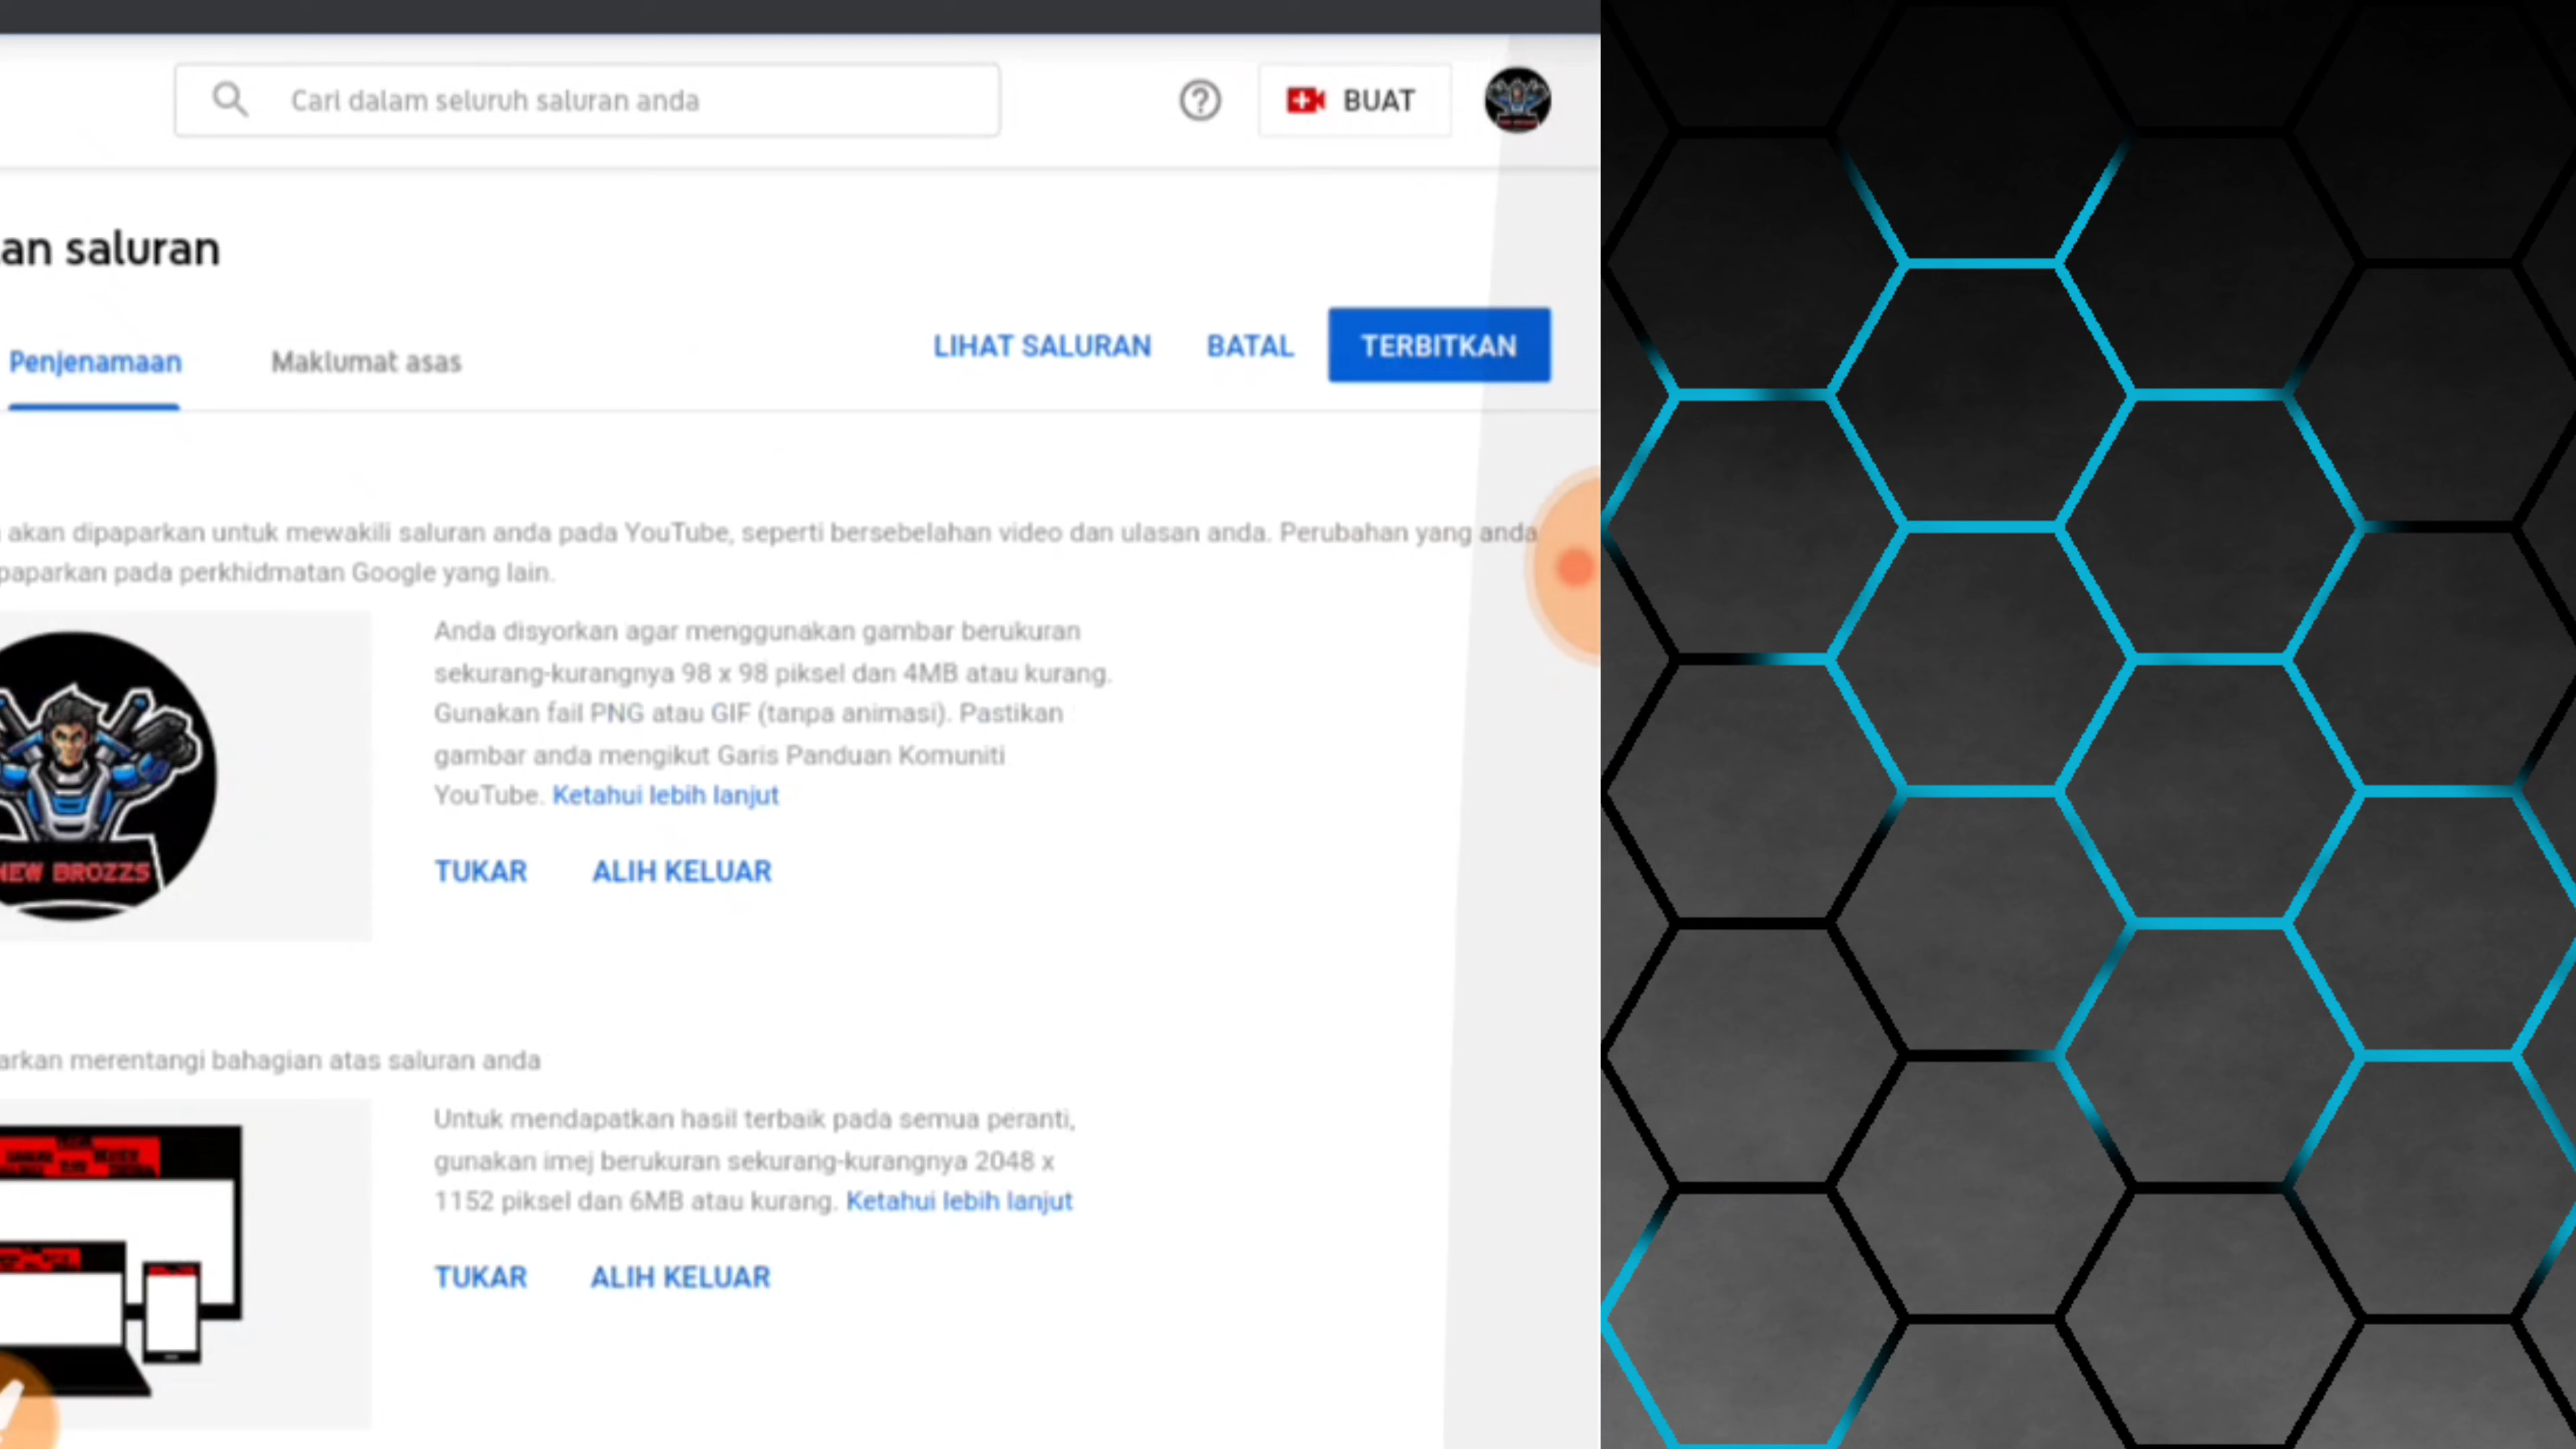 Cari dalam seluruh saluran anda
BUAT
an saluran
Penjenamaan
Maklumat asas
LIHAT SALURAN
BATAL
TERBITKAN
akan dipaparkan untuk mewakili saluran anda pada YouTube, seperti bersebelahan video dan ulasan anda. Perubahan yang anda
paparkan pada perkhidmatan Google yang lain.
Anda disyorkan agar menggunakan gambar berukuran
sekurang-kurangnya 98 x 98 piksel dan 4MB atau kurang.
Gunakan fail PNG atau GIF (tanpa animasi). Pastikan
gambar anda mengikut Garis Panduan Komuniti
YouTube. Ketahui lebih lanjut
NEW BROZZS
TUKAR
ALIH KELUAR
arkan merentangi bahagian atas saluran anda
Untuk mendapatkan hasil terbaik pada semua peranti,
gunakan imej berukuran sekurang-kurangnya 2048 x
1152 piksel dan 6MB atau kurang. Ketahui lebih lanjut
TUKAR
ALIH KELUAR